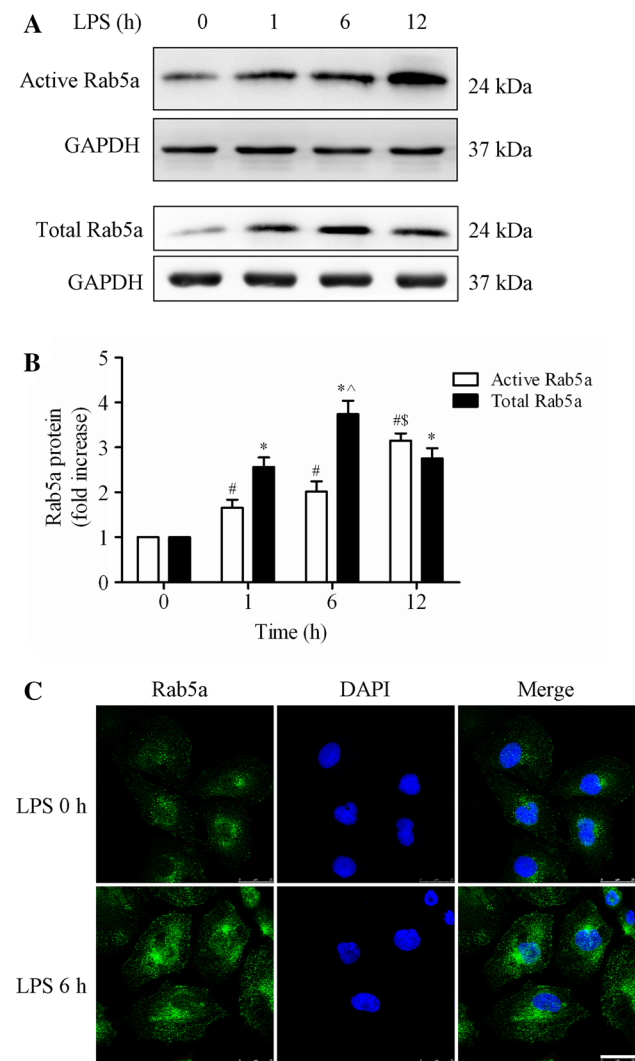 A LPS (h) 0 1 6 12
Active Rab5a 24 kDa
GAPDH 37 kDa
Total Rab5a 24 kDa
GAPDH 37 kDa
B
Rab5a protein
(fold increase)
5
4
3
2
1
0
Active Rab5a
Total Rab5a
# * # *^ #$ *
0 1 6 12
Time (h)
C Rab5a DAPI Merge
LPS 0 h
LPS 6 h